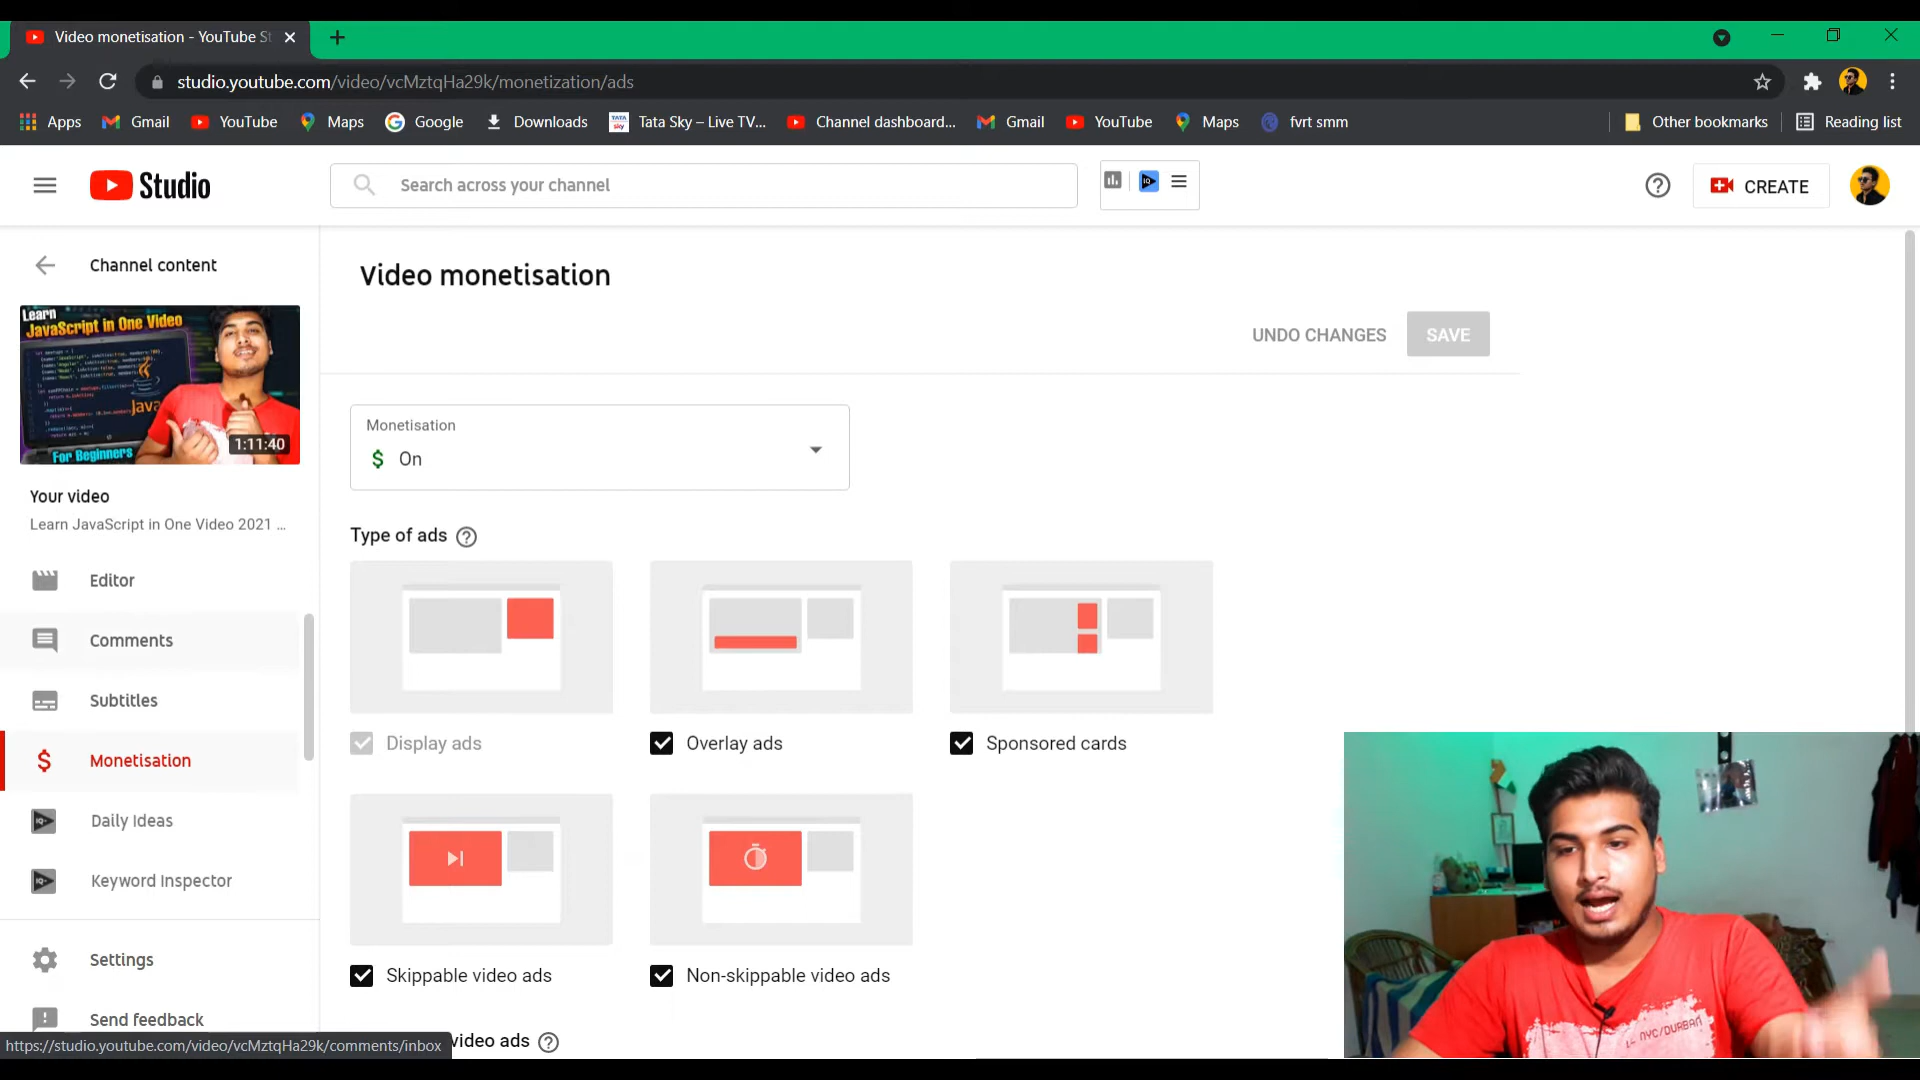 Video monetisation - YouTube St
studio.youtube.com/video/vcMztqHa29k/monetization/ads
Apps Gmail YouTube Maps Google Downloads Tata Sky – Live TV... Channel dashboard... Gmail YouTube Maps fvrt smm Other bookmarks Reading list
Studio
Search across your channel
CREATE
Channel content
Learn
JavaScript in One Video
Java
For Beginners
1:11:40
Your video
Learn JavaScript in One Video 2021 ...
Editor
Comments
Subtitles
Monetisation
Daily Ideas
Keyword Inspector
Settings
Send feedback
https://studio.youtube.com/video/vcMztqHa29k/comments/inbox
Video monetisation
UNDO CHANGES SAVE
Monetisation
$ On
Type of ads
Display ads Overlay ads Sponsored cards
Skippable video ads Non-skippable video ads
video ads
NYC/DURBAN